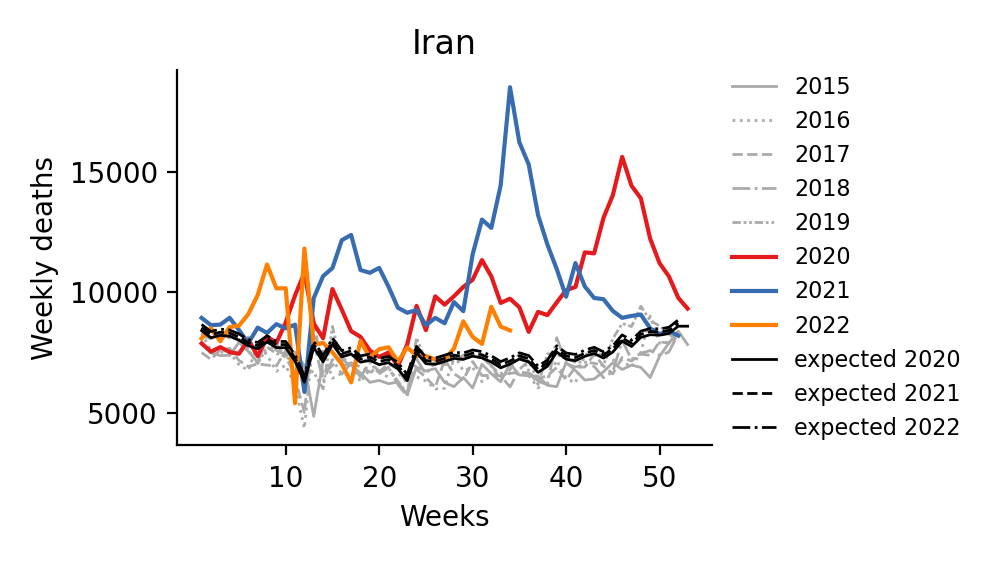 Iran
Weekly deaths
15000
10000
5000
10 20 30 40 50
Weeks
2015
2016
2017
2018
2019
2020
2021
2022
expected 2020
expected 2021
expected 2022